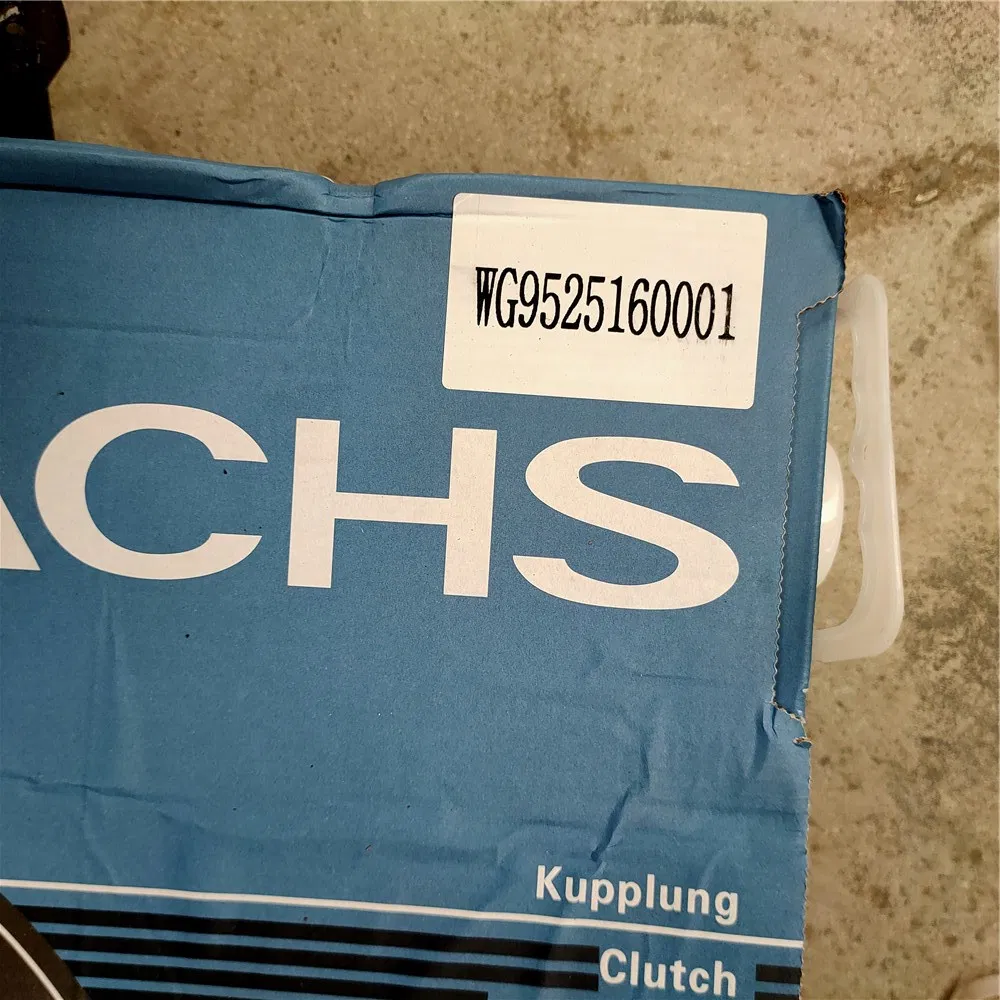 WG9525160001
ACHS
Kupplung
Clutch